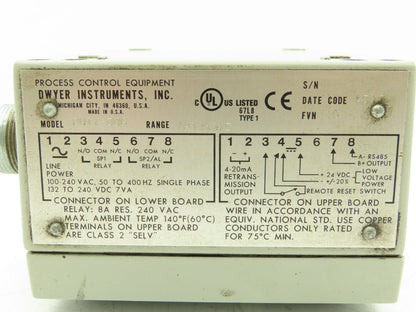 PROCESS CONTROL EQUIPMENT
DWYER INSTRUMENTS, INC.
MICHIGAN CITY, IN 46360, U.S.A.
MADE IN U.S.A.
MODEL
RANGE
C UL US LISTED
67L8
TYPE 1
CE
S/N
DATE CODE
FVN
1 2 3 4 5 6 7 8
N/O COM N/C N/O COM N/C
SP1 SP2/AL
RELAY RELAY
LINE
POWER
100-240 VAC, 50 TO 400HZ SINGLE PHASE
132 TO 240 VDC 7VA
CONNECTOR ON LOWER BOARD
RELAY: 8A RES. 240 VAC
MAX. AMBIENT TEMP 140°F(60°C)
TERMINALS ON UPPER BOARD
ARE CLASS 2 "SELV"
1 2 3 4 5 6 7 8
- +
4-20mA
RETRANS-
MISSION
OUTPUT
A- RS485
B+ OUTPUT
+ 24 VDC
- +/-20%
LOW
VOLTAGE
POWER
REMOTE RESET SWITCH
CONNECTOR ON UPPER BOARD
WIRE IN ACCORDANCE WITH AN
EQUIV. NATIONAL STD. USE COPPER
CONDUCTORS ONLY RATED
FOR 75°C MIN.